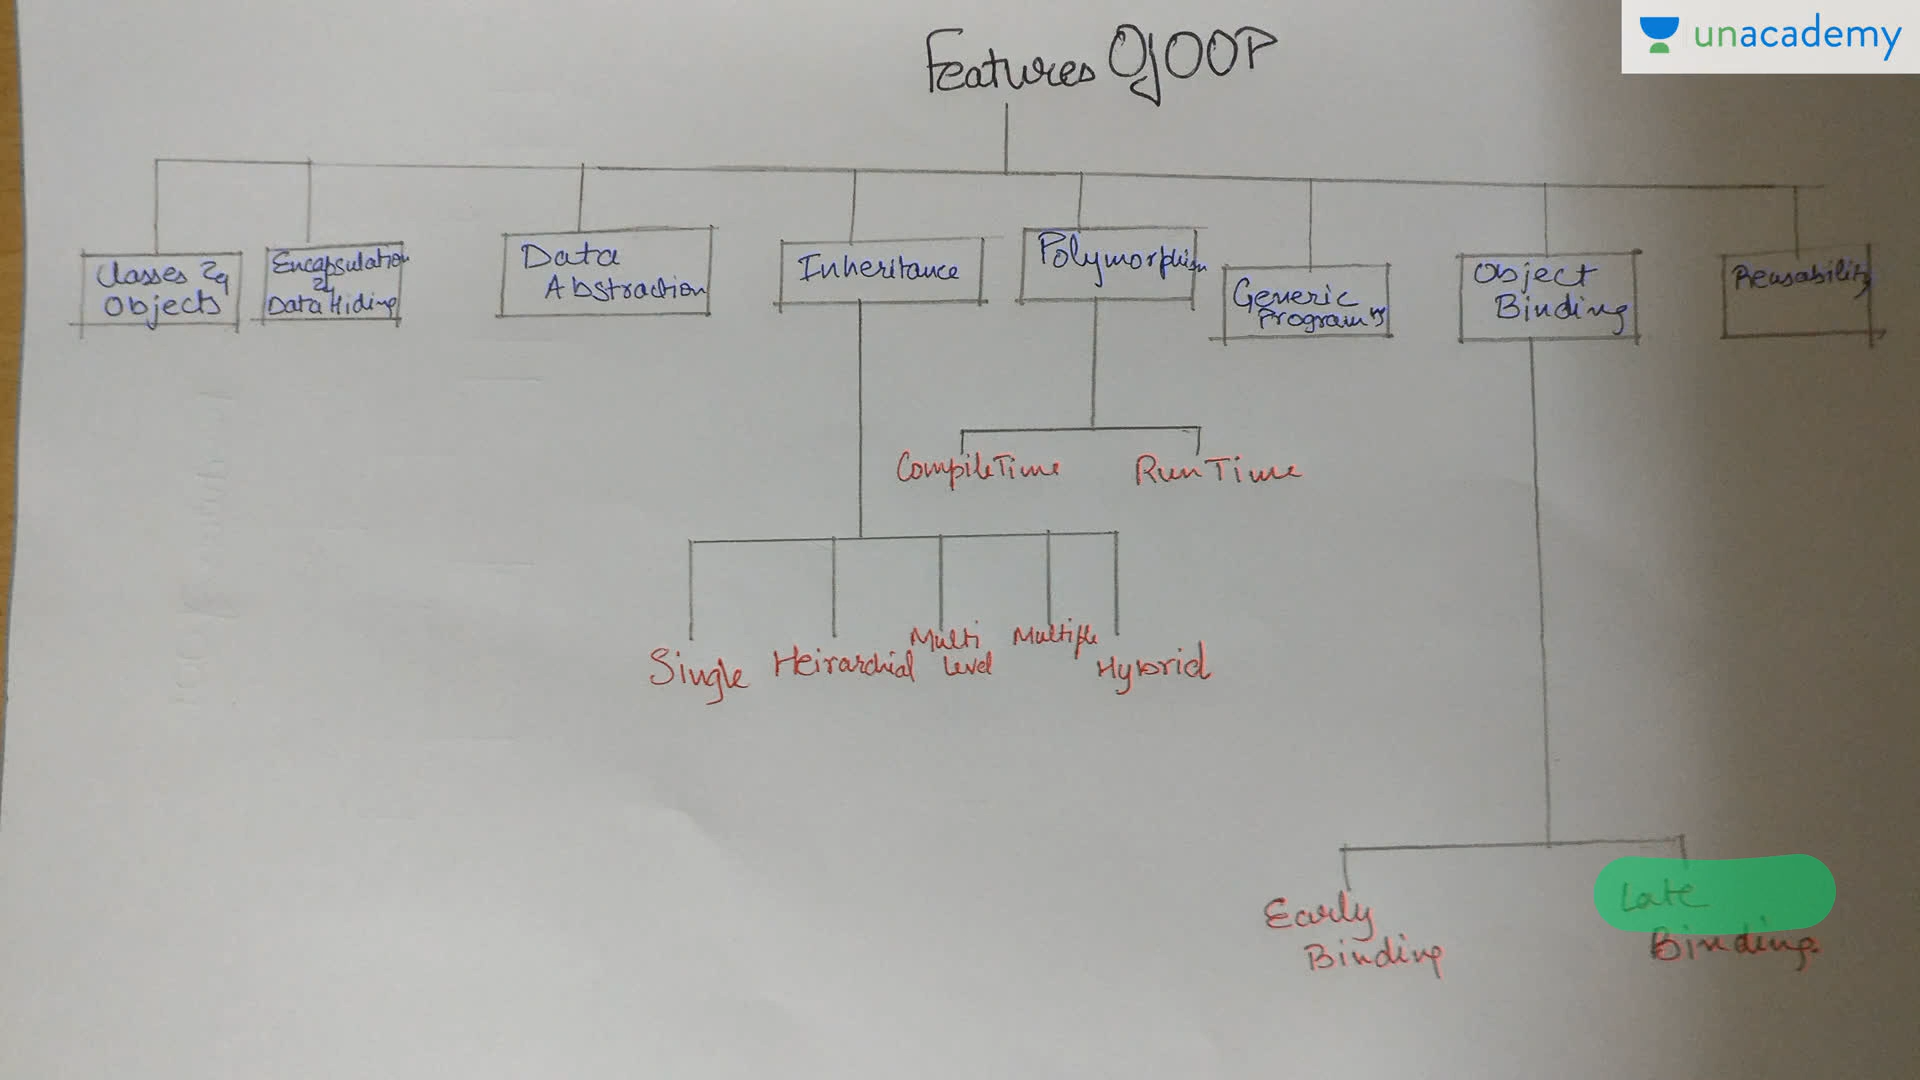 unacademy
Features Of OOP
Classes &
Objects
Encapsulation
&
Data Hiding
Data
Abstraction
Inheritance
Polymorphism
Generic
Programg
Object
Binding
Reusability
Compile Time
Run Time
Single
Heirarchial
Multi
level
Multiple
Hybrid
Early
Binding
Late
Binding.